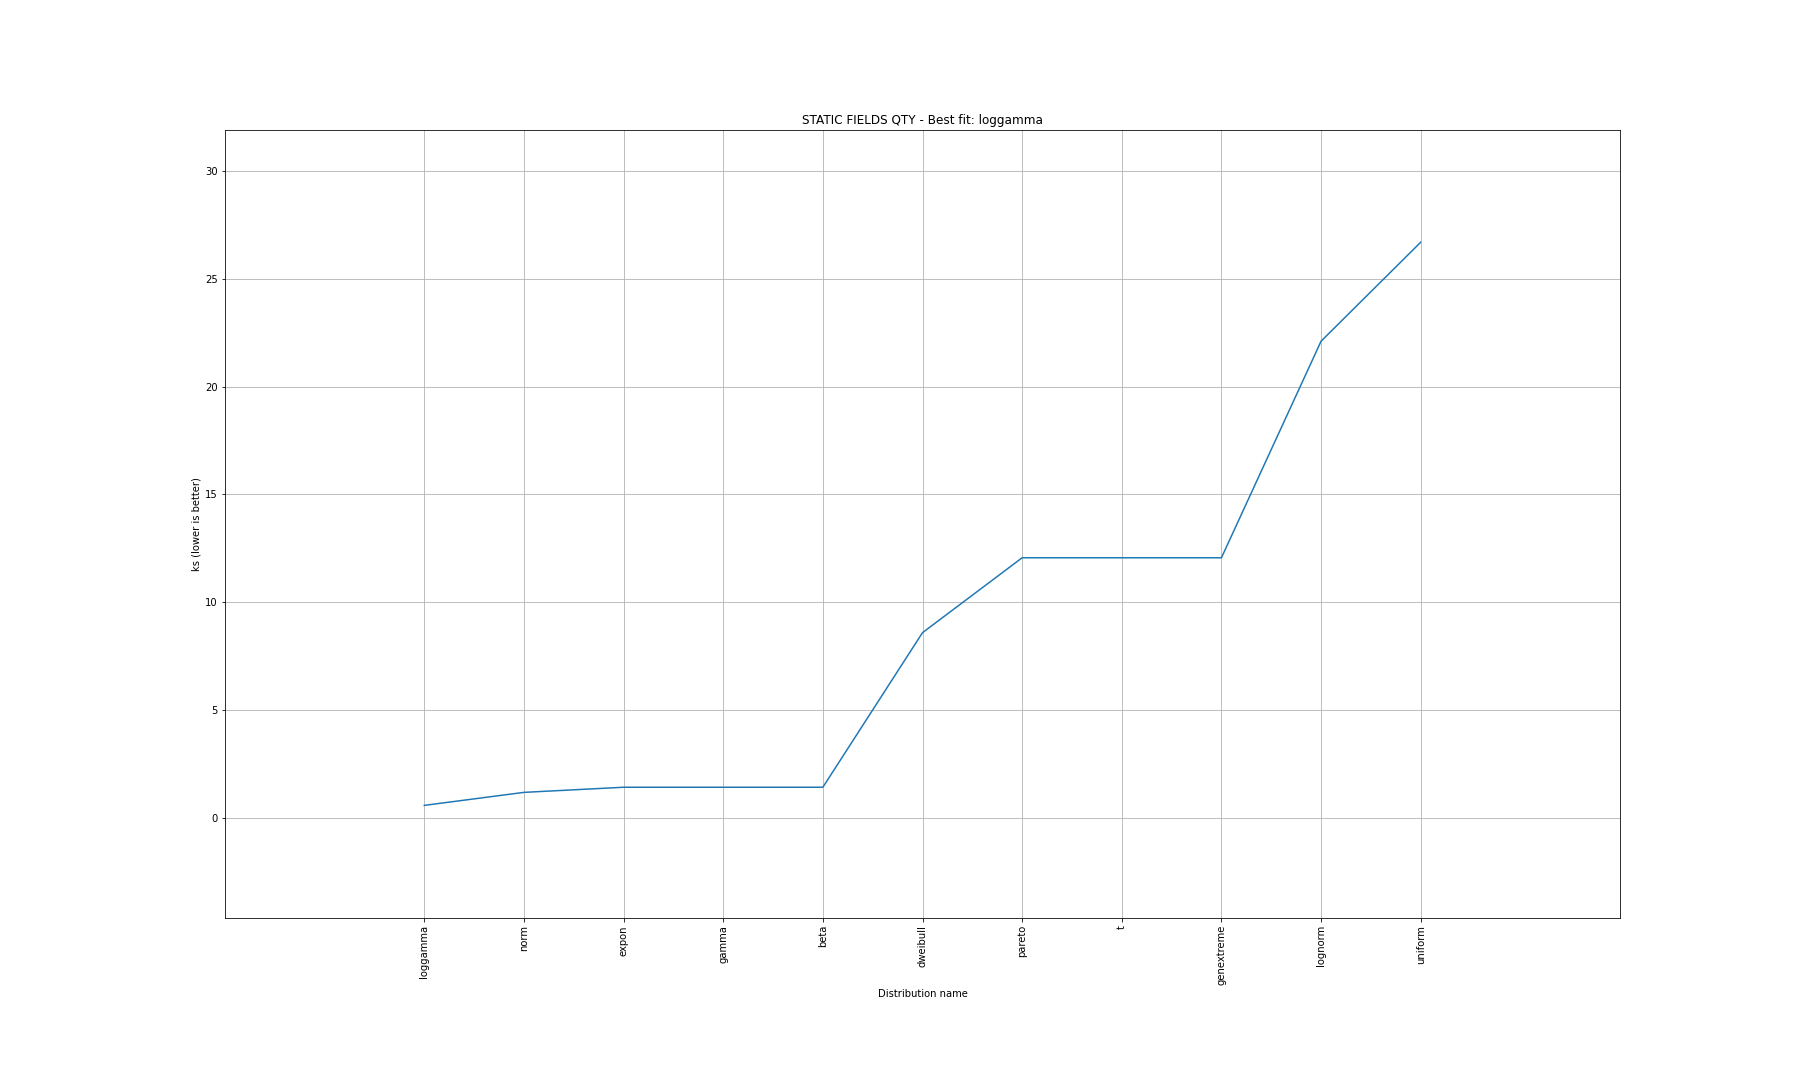 STATIC FIELDS QTY - Best fit: loggamma
30
25
20
15
10
5
0
ks (lower is better)
loggamma
norm
expon
gamma
beta
dweibull
pareto
t
genextreme
lognorm
uniform
Distribution name